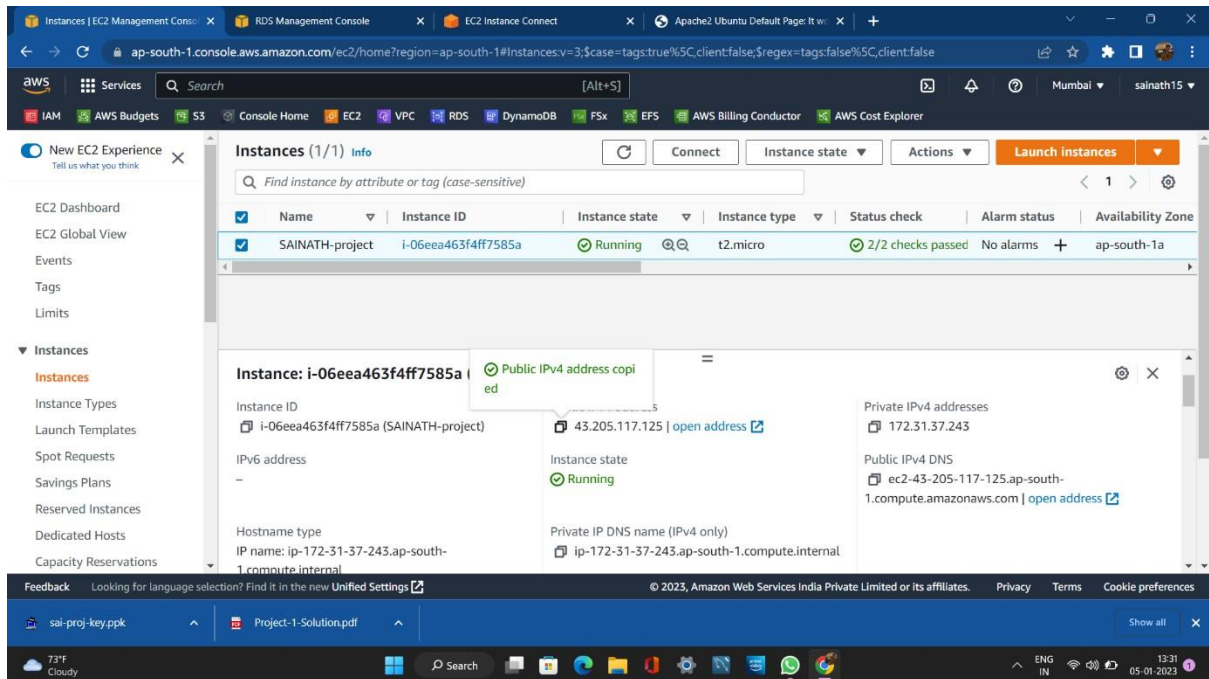 Instances | EC2 Management Consol
RDS Management Console
EC2 Instance Connect
Apache2 Ubuntu Default Page: It wo
ap-south-1.console.aws.amazon.com/ec2/home?region=ap-south-1#Instances:v=3;$case=tags:true%5C,client:false;$regex=tags:false%5C,client:false
aws Services Search [Alt+S] Mumbai sainath15
IAM AWS Budgets S3 Console Home EC2 VPC RDS DynamoDB FSx EFS AWS Billing Conductor AWS Cost Explorer
New EC2 Experience
Tell us what you think
EC2 Dashboard
EC2 Global View
Events
Tags
Limits
Instances
Instances
Instance Types
Launch Templates
Spot Requests
Savings Plans
Reserved Instances
Dedicated Hosts
Capacity Reservations
Instances (1/1) Info Connect Instance state Actions Launch instances
Find instance by attribute or tag (case-sensitive) 1
Name Instance ID Instance state Instance type Status check Alarm status Availability Zone
SAINATH-project i-06eea463f4ff7585a Running t2.micro 2/2 checks passed No alarms + ap-south-1a
Instance: i-06eea463f4ff7585a (
Public IPv4 address copi
ed
Instance ID
i-06eea463f4ff7585a (SAINATH-project)
43.205.117.125 | open address
Private IPv4 addresses
172.31.37.243
IPv6 address
–
Instance state
Running
Public IPv4 DNS
ec2-43-205-117-125.ap-south-
1.compute.amazonaws.com | open address
Hostname type
IP name: ip-172-31-37-243.ap-south-
1.compute.internal
Private IP DNS name (IPv4 only)
ip-172-31-37-243.ap-south-1.compute.internal
Feedback Looking for language selection? Find it in the new Unified Settings © 2023, Amazon Web Services India Private Limited or its affiliates. Privacy Terms Cookie preferences
sai-proj-key.ppk Project-1-Solution.pdf Show all
73°F
Cloudy
Search
ENG
IN
13:31
05-01-2023
1